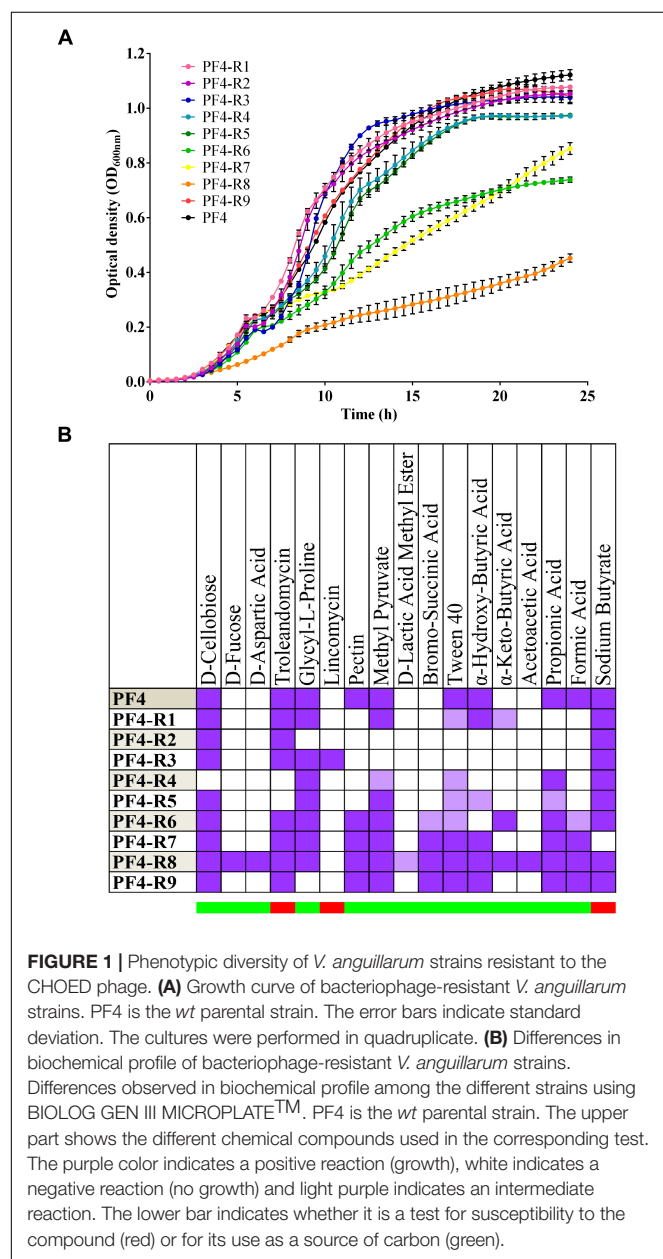 A
PF4-R1
PF4-R2
PF4-R3
PF4-R4
PF4-R5
PF4-R6
PF4-R7
PF4-R8
PF4-R9
PF4
Optical density (OD600nm)
1.2
1.0
0.8
0.6
0.4
0.2
0.0
0 5 10 15 20 25
Time (h)
B
D-Cellobiose
D-Fucose
D-Aspartic Acid
Troleandomycin
Glycyl-L-Proline
Lincomycin
Pectin
Methyl Pyruvate
D-Lactic Acid Methyl Ester
Bromo-Succinic Acid
Tween 40
α-Hydroxy-Butyric Acid
α-Keto-Butyric Acid
Acetoacetic Acid
Propionic Acid
Formic Acid
Sodium Butyrate
PF4
PF4-R1
PF4-R2
PF4-R3
PF4-R4
PF4-R5
PF4-R6
PF4-R7
PF4-R8
PF4-R9
FIGURE 1 | Phenotypic diversity of V. anguillarum strains resistant to the
CHOED phage. (A) Growth curve of bacteriophage-resistant V. anguillarum
strains. PF4 is the wt parental strain. The error bars indicate standard
deviation. The cultures were performed in quadruplicate. (B) Differences in
biochemical profile of bacteriophage-resistant V. anguillarum strains.
Differences observed in biochemical profile among the different strains using
BIOLOG GEN III MICROPLATE™. PF4 is the wt parental strain. The upper
part shows the different chemical compounds used in the corresponding test.
The purple color indicates a positive reaction (growth), white indicates a
negative reaction (no growth) and light purple indicates an intermediate
reaction. The lower bar indicates whether it is a test for susceptibility to the
compound (red) or for its use as a source of carbon (green).